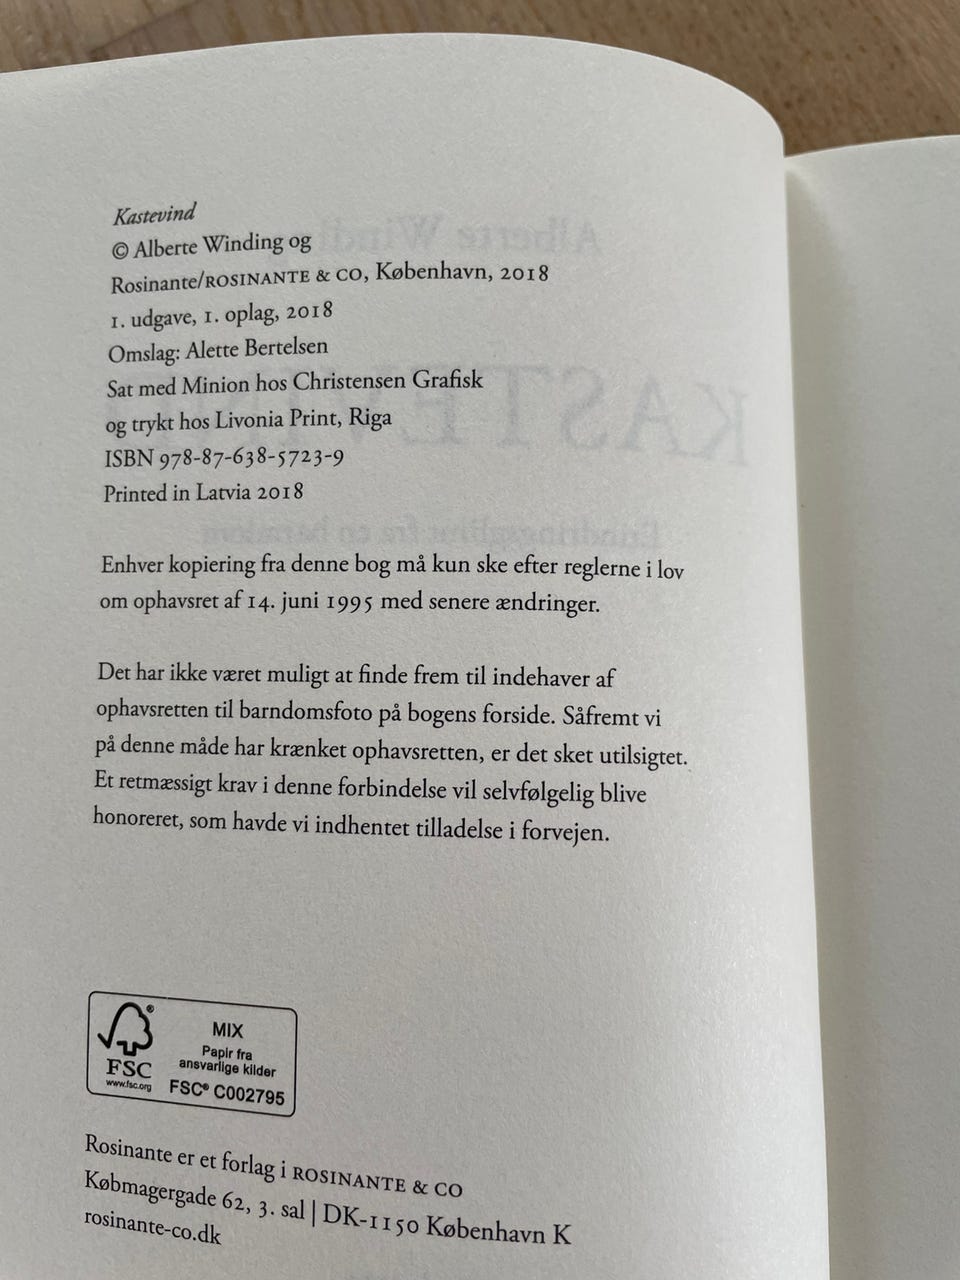 Kastevind
© Alberte Winding og
Rosinante/ROSINANTE & CO, København, 2018
1. udgave, 1. oplag, 2018
Omslag: Alette Bertelsen
Sat med Minion hos Christensen Grafisk
og trykt hos Livonia Print, Riga
ISBN 978-87-638-5723-9
Printed in Latvia 2018
Enhver kopiering fra denne bog må kun ske efter reglerne i lov
om ophavsret af 14. juni 1995 med senere ændringer.
Det har ikke været muligt at finde frem til indehaver af
ophavsretten til barndomsfoto på bogens forside. Såfremt vi
på denne måde har krænket ophavsretten, er det sket utilsigtet.
Et retmæssigt krav i denne forbindelse vil selvfølgelig blive
honoreret, som havde vi indhentet tilladelse i forvejen.
FSC
www.fsc.org
MIX
Papir fra
ansvarlige kilder
FSC® C002795
Rosinante er et forlag i ROSINANTE & CO
Købmagergade 62, 3. sal | DK-1150 København K
rosinante-co.dk